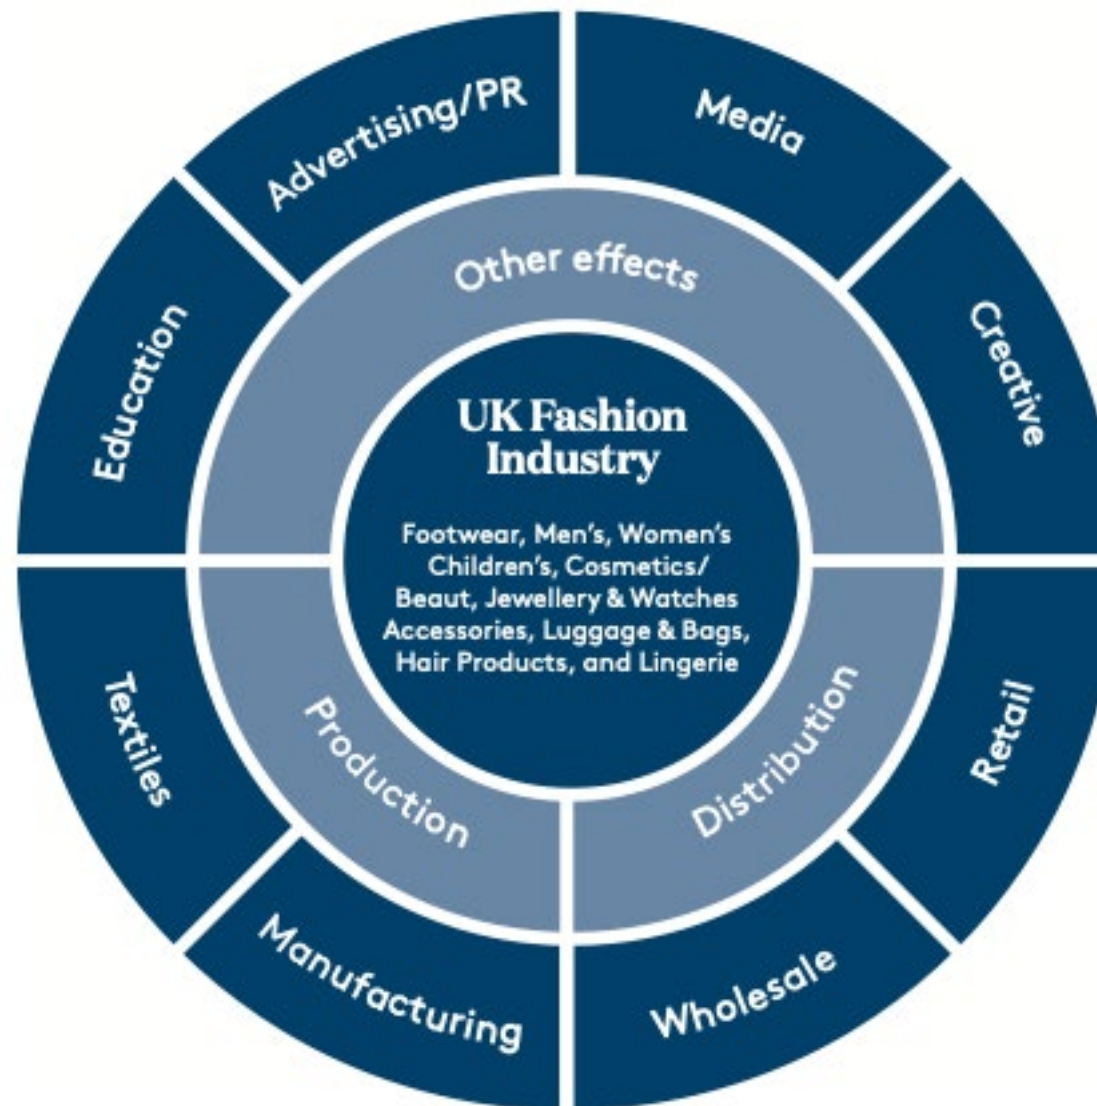 Advertising/PR
Media
Education
Other effects
Creative
UK Fashion
Industry
Footwear, Men's, Women's
Children's, Cosmetics/
Beaut, Jewellery & Watches
Accessories, Luggage & Bags,
Hair Products, and Lingerie
Textiles
Production
Distribution
Retail
Manufacturing
Wholesale